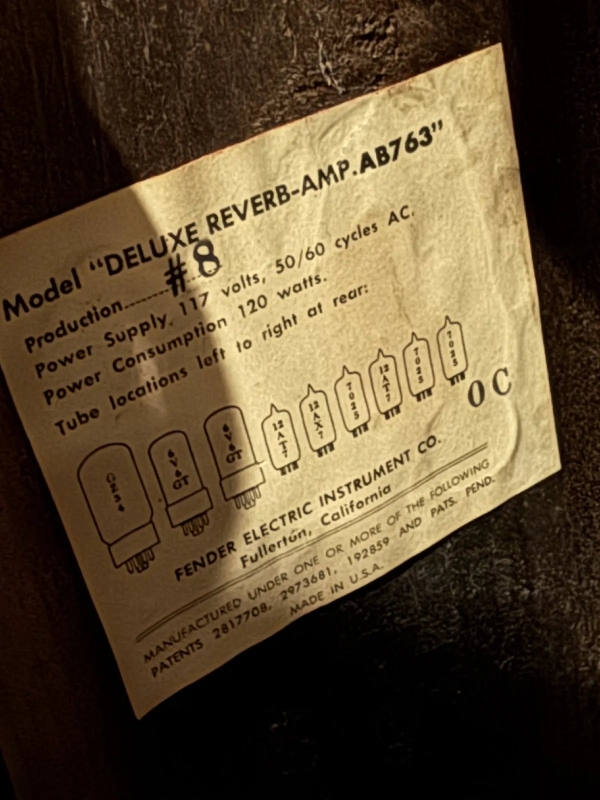 Model "DELUXE REVERB-AMP.AB763"
Production............#8
Power Supply 117 volts, 50/60 cycles AC.
Power Consumption 120 watts.
Tube locations left to right at rear:
GZ34 6V6GT 6V6GT 12AT7 12AX7 7025 12AT7 7025 7025
OC
FENDER ELECTRIC INSTRUMENT CO.
Fullerton, California
MANUFACTURED UNDER ONE OR MORE OF THE FOLLOWING
PATENTS 2817708, 2973681, 192859 AND PATS. PEND.
MADE IN U.S.A.